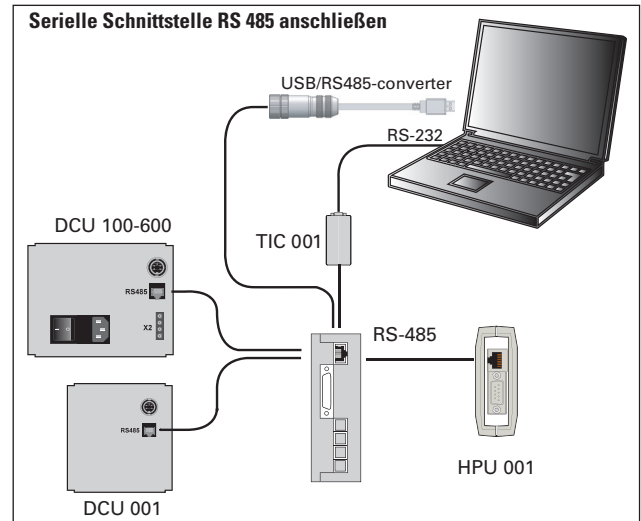 Serielle Schnittstelle RS 485 anschließen
USB/RS485-converter
RS-232
DCU 100-600
TIC 001
RS485
X2
RS-485
RS485
HPU 001
DCU 001